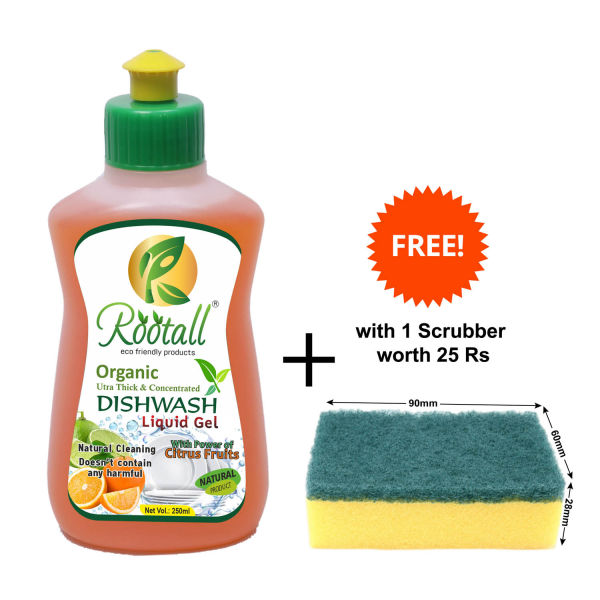 Rootall®
eco friendly products
Organic
Utra Thick & Concentrated
DISHWASH
Liquid Gel
Natural Cleaning
Doesn't contain
any harmful
With Power of
Citrus Fruits
NATURAL
PRODUCT
Net Vol.: 250ml
+
FREE!
with 1 Scrubber
worth 25 Rs
90mm
60mm
28mm